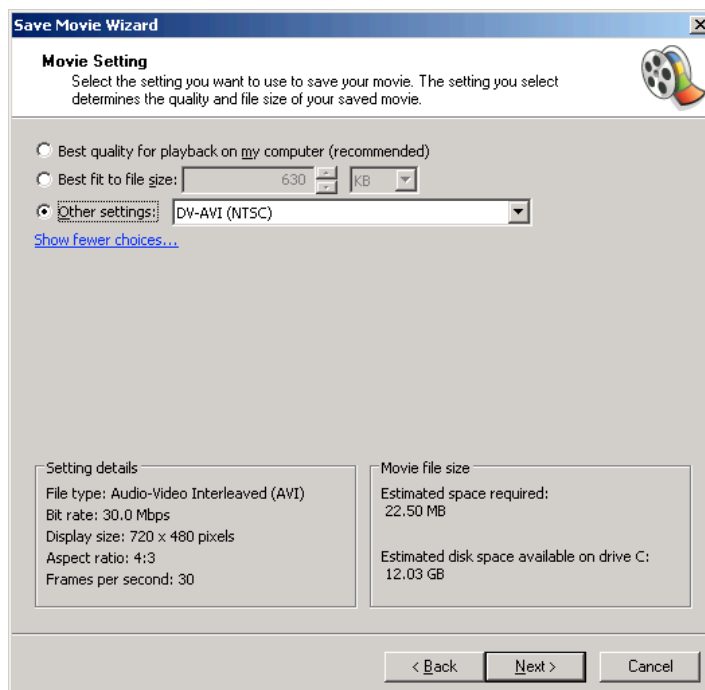 Save Movie Wizard
Movie Setting
Select the setting you want to use to save your movie. The setting you select
determines the quality and file size of your saved movie.
Best quality for playback on my computer (recommended)
Best fit to file size: 630 KB
Other settings: DV-AVI (NTSC)
Show fewer choices...
Setting details
File type: Audio-Video Interleaved (AVI)
Bit rate: 30.0 Mbps
Display size: 720 x 480 pixels
Aspect ratio: 4:3
Frames per second: 30
Movie file size
Estimated space required:
22.50 MB
Estimated disk space available on drive C:
12.03 GB
< Back Next > Cancel